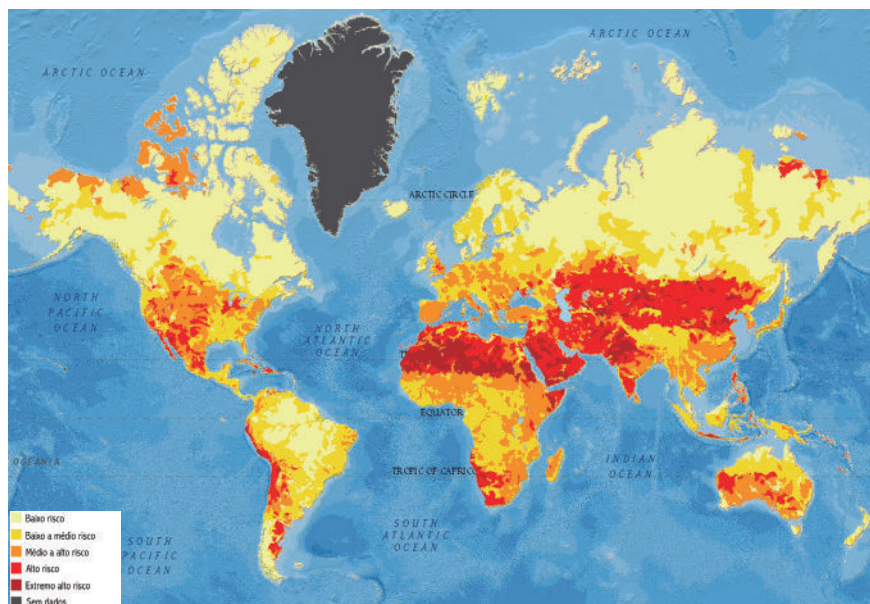 ARCTIC OCEAN
ARCTIC OCEAN
ARCTIC CIRCLE
NORTH
PACIFIC
OCEAN
NORTH
ATLANTIC
OCEAN
EQUATOR
OCEANIA
INDIAN
OCEAN
TROPIC OF CAPRICO
SOUTH
PACIFIC
OCEAN
SOUTH
ATLANTIC
OCEAN
Baixo risco
Baixo a médio risco
Médio a alto risco
Alto risco
Extremo alto risco
Sem dados